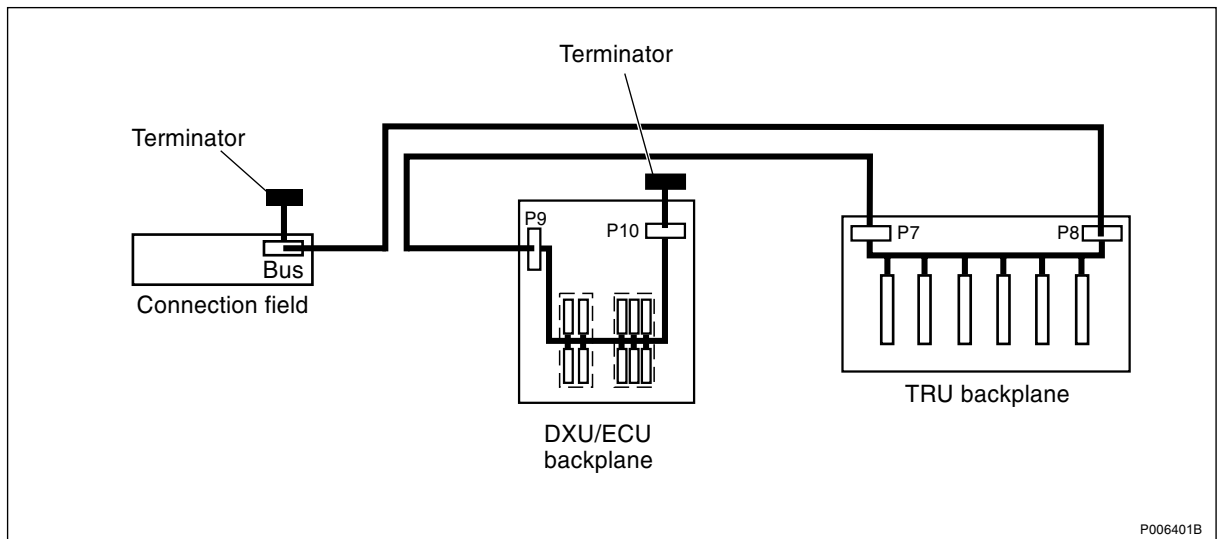 Terminator
Terminator
P9
P10
P7
P8
Bus
Connection field
TRU backplane
DXU/ECU
backplane
P006401B